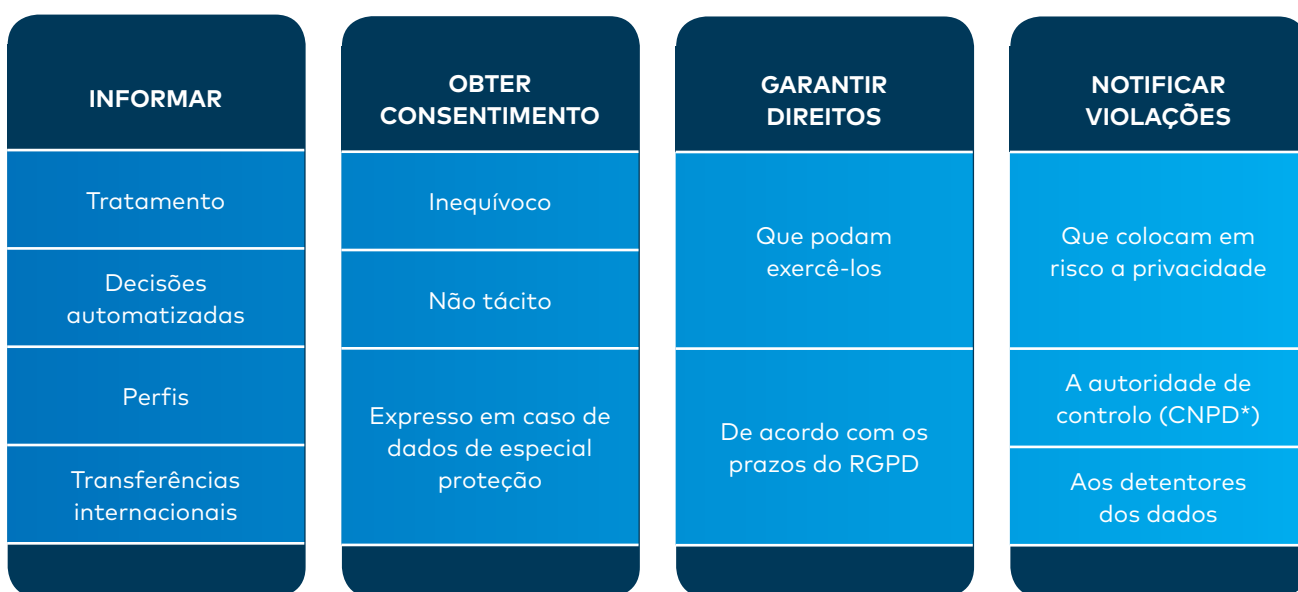 INFORMAR
Tratamento
Decisões
automatizadas
Perfis
Transferências
internacionais
OBTER
CONSENTIMENTO
Inequívoco
Não tácito
Expresso em caso de
dados de especial
proteção
GARANTIR
DIREITOS
Que podam
exercê-los
De acordo com os
prazos do RGPD
NOTIFICAR
VIOLAÇÕES
Que colocam em
risco a privacidade
A autoridade de
controlo (CNPD*)
Aos detentores
dos dados